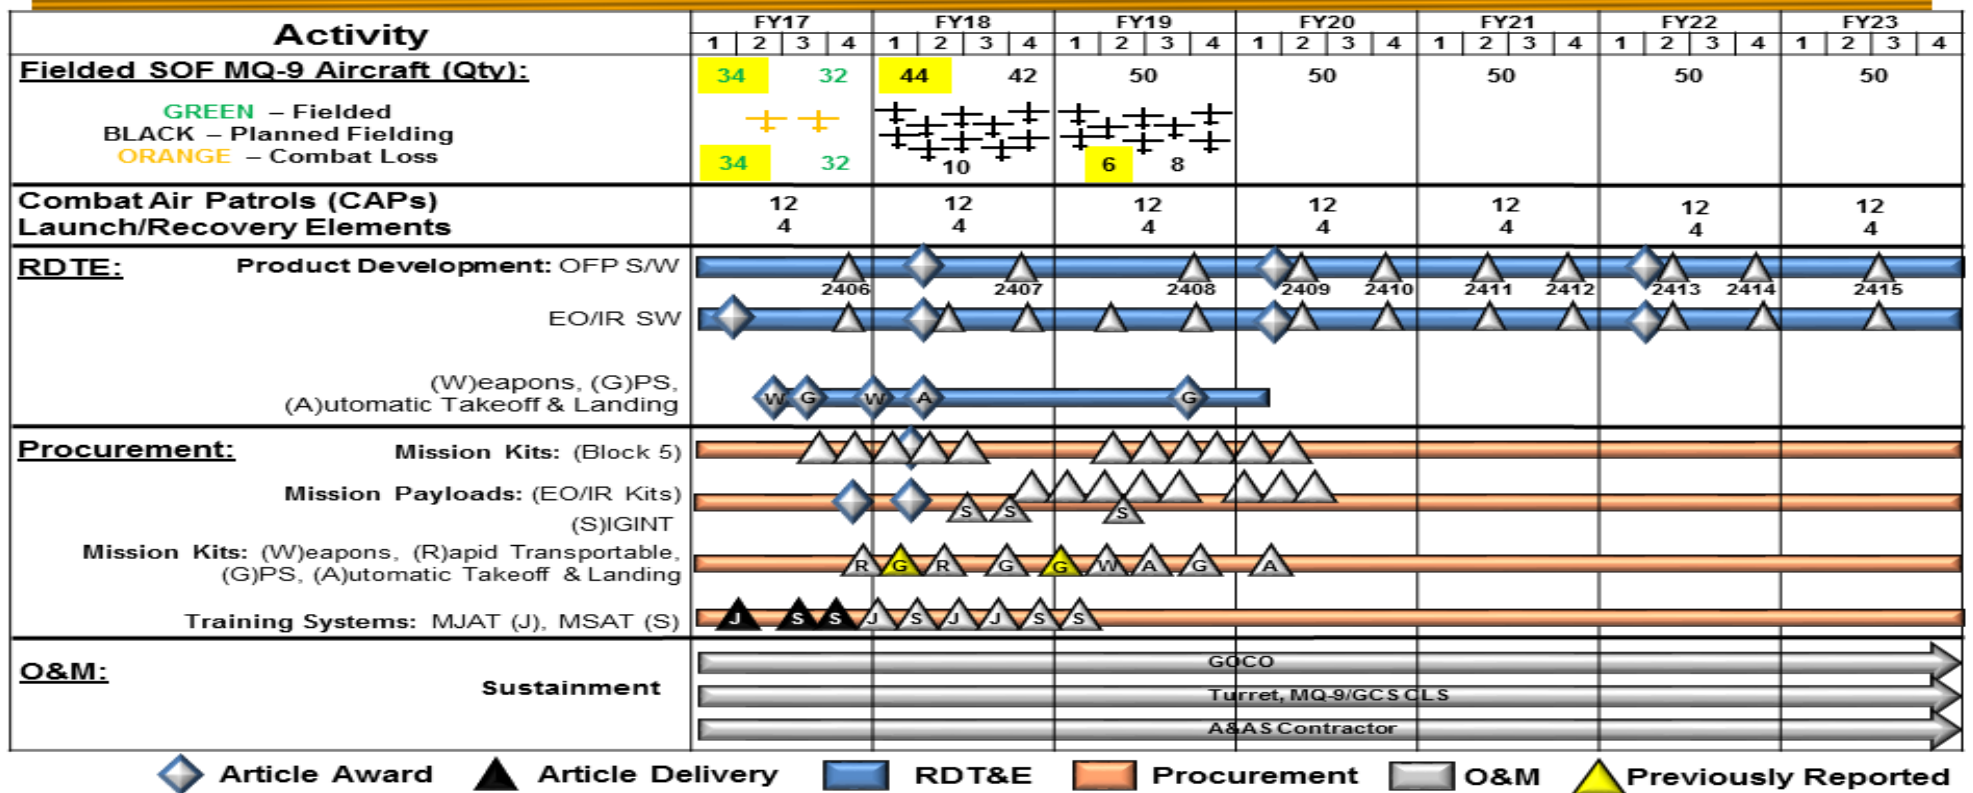 Activity
FY17 FY18 FY19 FY20 FY21 FY22 FY23
1 2 3 4 1 2 3 4 1 2 3 4 1 2 3 4 1 2 3 4 1 2 3 4 1 2 3 4
Fielded SOF MQ-9 Aircraft (Qty): 34 32 44 42 50 50 50 50 50
GREEN – Fielded
BLACK – Planned Fielding
ORANGE – Combat Loss
34 32 10 6 8
Combat Air Patrols (CAPs) 12 12 12 12 12 12 12
Launch/Recovery Elements 4 4 4 4 4 4 4
RDTE: Product Development: OFP S/W
2406 2407 2408 2409 2410 2411 2412 2413 2414 2415
EO/IR SW
(W)eapons, (G)PS,
(A)utomatic Takeoff & Landing
W G W A G
Procurement: Mission Kits: (Block 5)
Mission Payloads: (EO/IR Kits)
(S)IGINT
S S S
Mission Kits: (W)eapons, (R)apid Transportable,
(G)PS, (A)utomatic Takeoff & Landing
R G R G G W A G A
Training Systems: MJAT (J), MSAT (S) J S S J S J J S S
O&M:
Sustainment
GOCO
Turret, MQ-9/GCS CLS
A&AS Contractor
Article Award Article Delivery RDT&E Procurement O&M Previously Reported